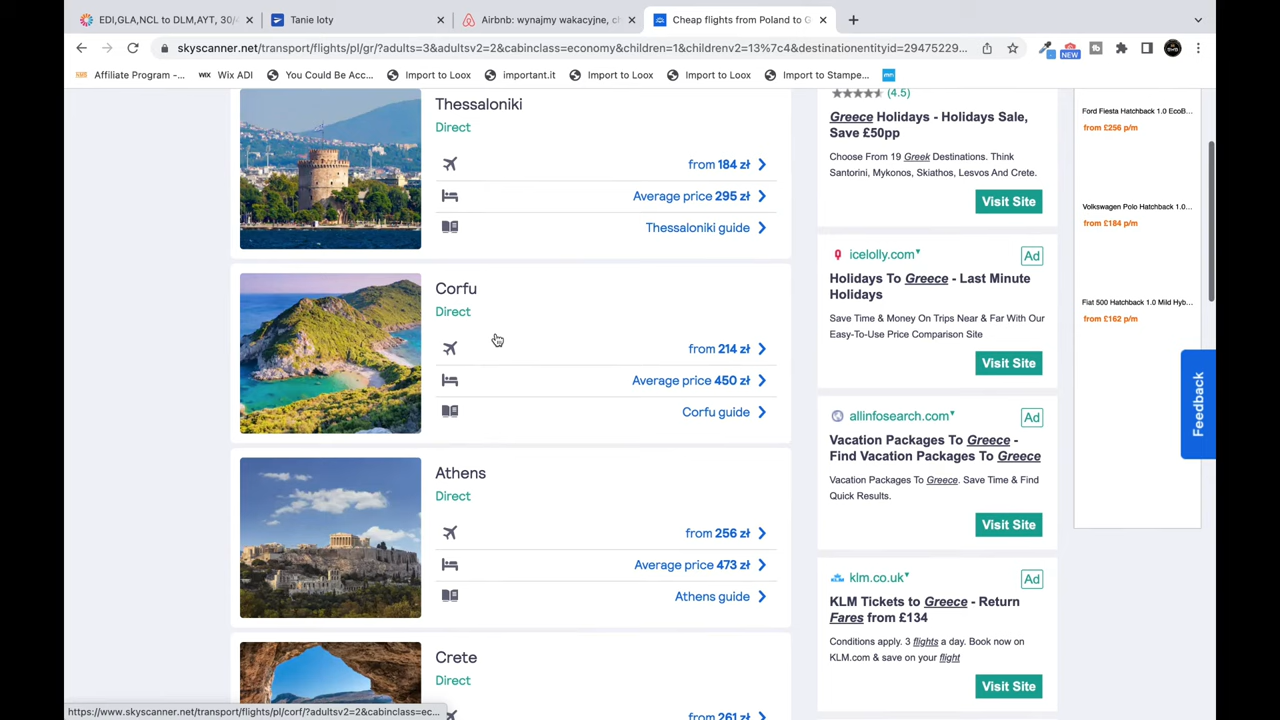 EDI,GLA,NCL to DLM,AYT, 30/
Tanie loty
Airbnb: wynajmy wakacyjne, c
Cheap flights from Poland to G
skyscanner.net/transport/flights/pl/gr/?adults=3&adultsv2=2&cabinclass=economy&children=1&childrenv2=13%7c4&destinationentityid=29475229...
NEW
Affiliate Program -...
Wix ADI
You Could Be Acc...
Import to Loox
important.it
Import to Loox
Import to Loox
Import to Stampe...
Thessaloniki
Direct
from 184 zł
Average price 295 zł
Thessaloniki guide
Corfu
Direct
from 214 zł
Average price 450 zł
Corfu guide
Athens
Direct
from 256 zł
Average price 473 zł
Athens guide
Crete
Direct
from 261 zł
(4.5)
Greece Holidays - Holidays Sale,
Save £50pp
Choose From 19 Greek Destinations. Think
Santorini, Mykonos, Skiathos, Lesvos And Crete.
Visit Site
icelolly.com
Ad
Holidays To Greece - Last Minute
Holidays
Save Time & Money On Trips Near & Far With Our
Easy-To-Use Price Comparison Site
Visit Site
allinfosearch.com
Ad
Vacation Packages To Greece -
Find Vacation Packages To Greece
Vacation Packages To Greece. Save Time & Find
Quick Results.
Visit Site
klm.co.uk
Ad
KLM Tickets to Greece - Return
Fares from £134
Conditions apply. 3 flights a day. Book now on
KLM.com & save on your flight
Visit Site
Ford Fiesta Hatchback 1.0 EcoB...
from £256 p/m
Volkswagen Polo Hatchback 1.0...
from £184 p/m
Fiat 500 Hatchback 1.0 Mild Hyb...
from £162 p/m
Feedback
https://www.skyscanner.net/transport/flights/pl/corf/?adultsv2=2&cabinclass=ec...